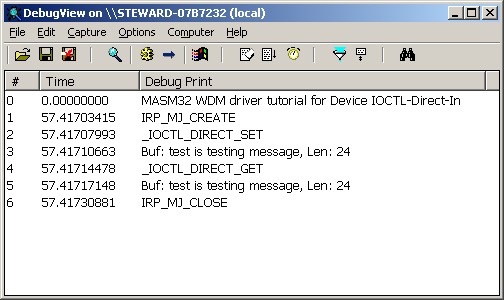 DebugView on \\STEWARD-07B7232 (local)
File Edit Capture Options Computer Help
# Time Debug Print
0 0.00000000 MASM32 WDM driver tutorial for Device IOCTL-Direct-In
1 57.41703415 IRP_MJ_CREATE
2 57.41707993 _IOCTL_DIRECT_SET
3 57.41710663 Buf: test is testing message, Len: 24
4 57.41714478 _IOCTL_DIRECT_GET
5 57.41717148 Buf: test is testing message, Len: 24
6 57.41730881 IRP_MJ_CLOSE